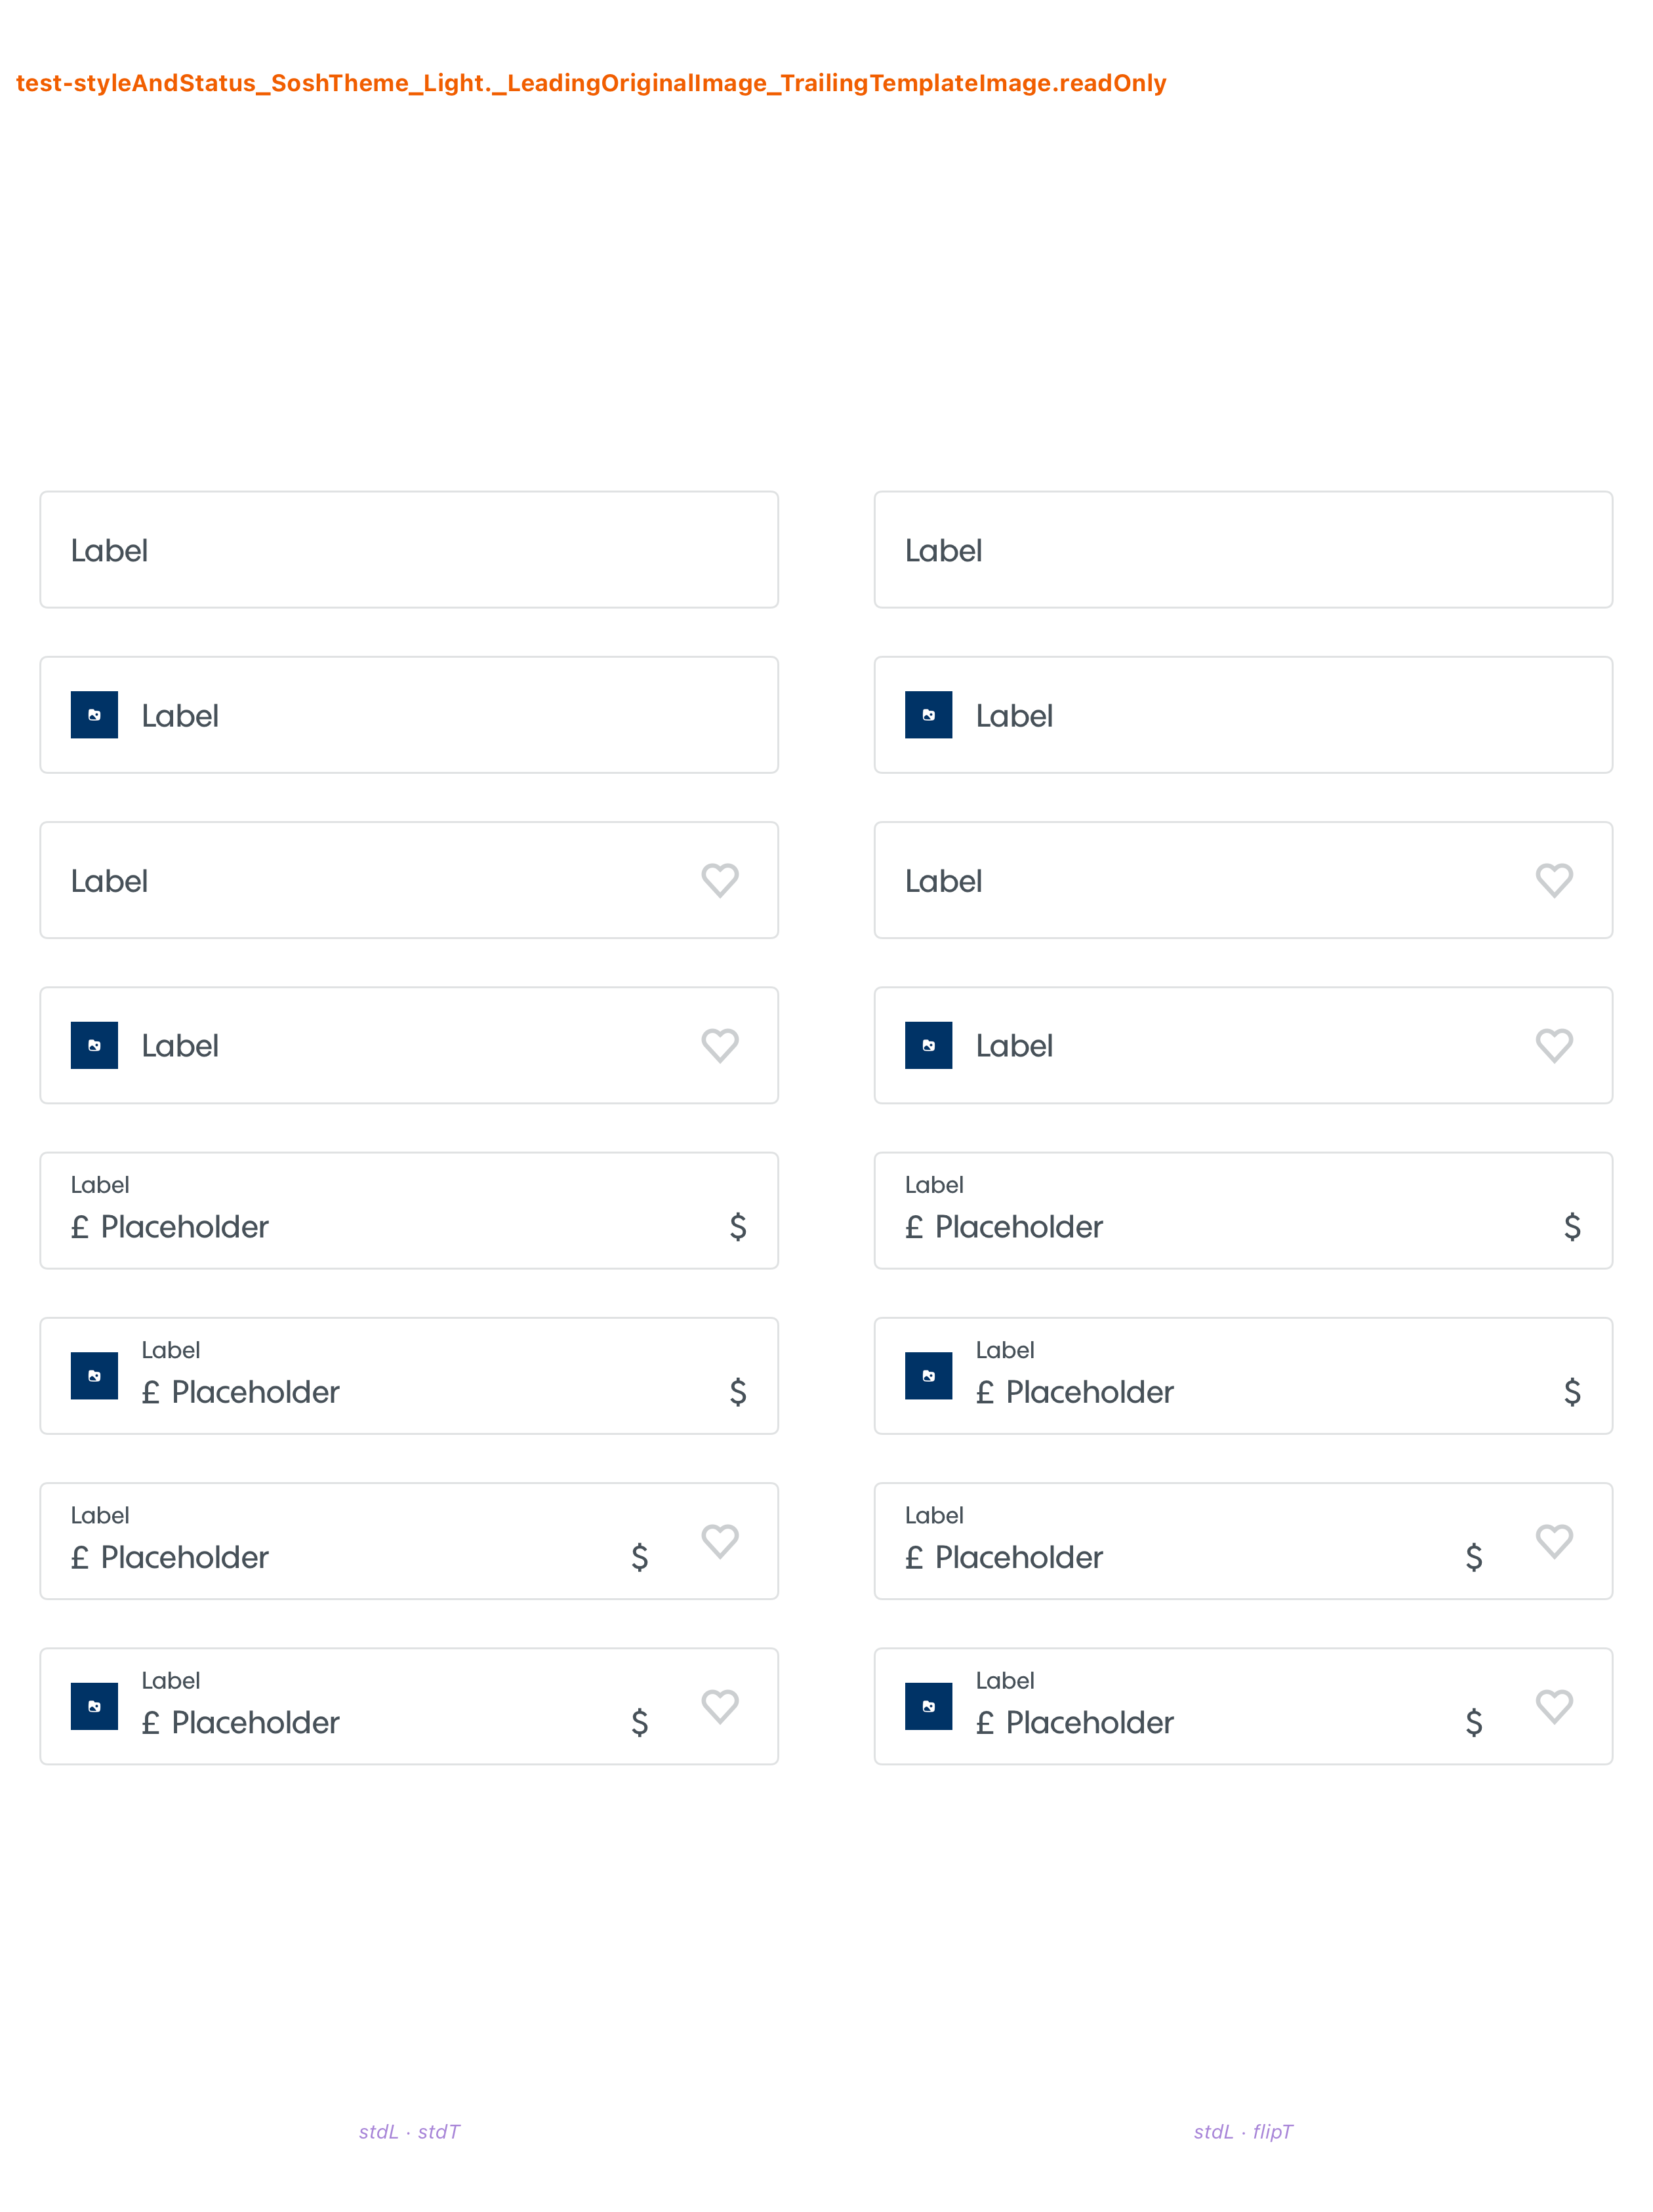 test-styleAndStatus_SoshTheme_Light._LeadingOriginalImage_TrailingTemplateImage.readOnly
Label
Label
Label
Label
Label
£ Placeholder $
Label
£ Placeholder $
Label
£ Placeholder $
Label
£ Placeholder $
stdL · stdT
Label
Label
Label
Label
Label
£ Placeholder $
Label
£ Placeholder $
Label
£ Placeholder $
Label
£ Placeholder $
stdL · flipT